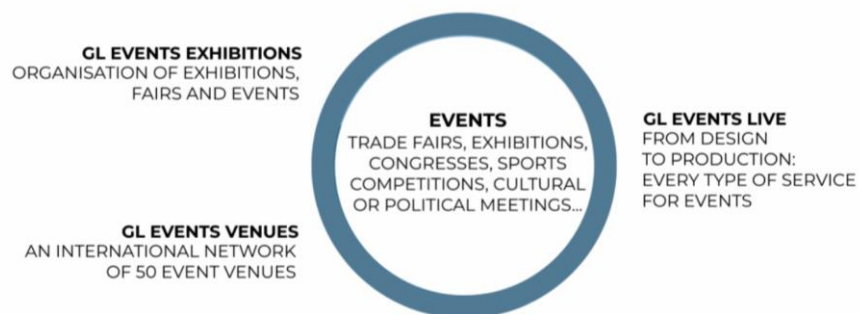 GL EVENTS EXHIBITIONS
ORGANISATION OF EXHIBITIONS,
FAIRS AND EVENTS
GL EVENTS VENUES
AN INTERNATIONAL NETWORK
OF 50 EVENT VENUES
EVENTS
TRADE FAIRS, EXHIBITIONS,
CONGRESSES, SPORTS
COMPETITIONS, CULTURAL
OR POLITICAL MEETINGS...
GL EVENTS LIVE
FROM DESIGN
TO PRODUCTION:
EVERY TYPE OF SERVICE
FOR EVENTS